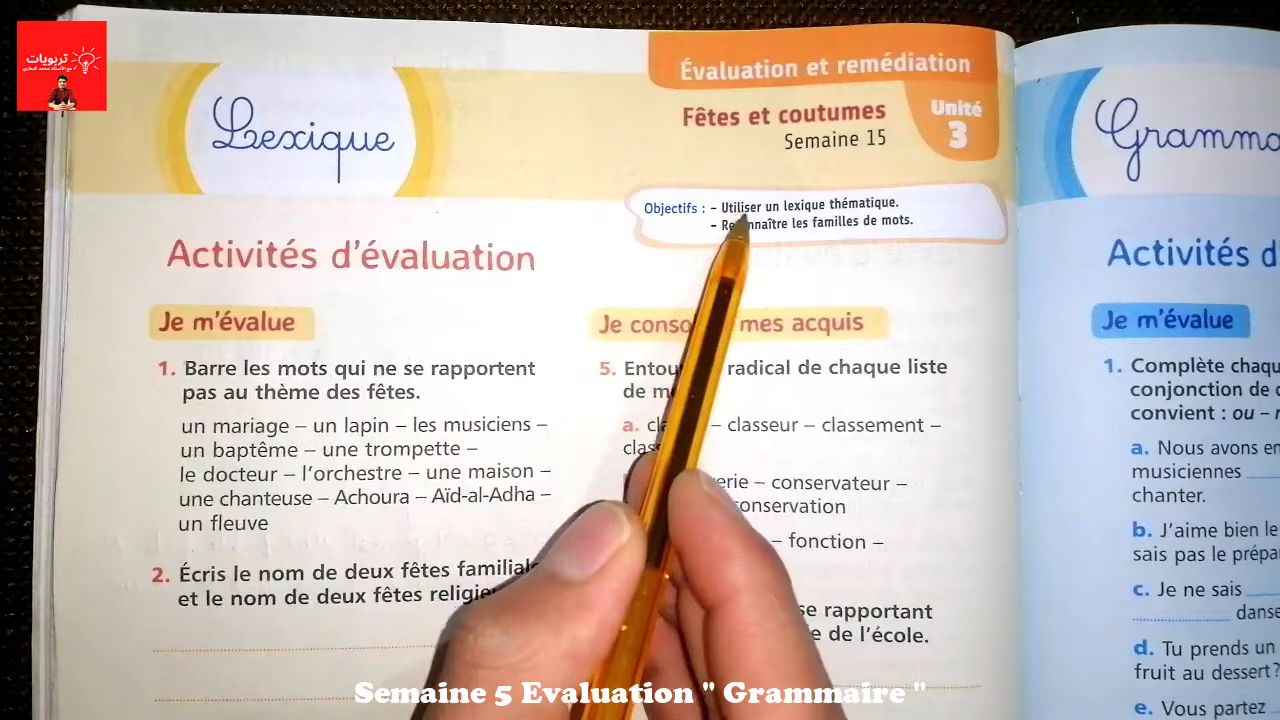 تربويات
Lexique
Évaluation et remédiation
Fêtes et coutumes
Semaine 15
Unité
3
Objectifs : – Utiliser un lexique thématique.
– Reconnaître les familles de mots.
Activités d'évaluation
Je m'évalue
1. Barre les mots qui ne se rapportent
pas au thème des fêtes.
un mariage – un lapin – les musiciens –
un baptême – une trompette –
le docteur – l'orchestre – une maison –
une chanteuse – Achoura – Aïd-al-Adha –
un fleuve
2. Écris le nom de deux fêtes familiale
et le nom de deux fêtes religie
Je conso mes acquis
5. Entou radical de chaque liste
de m
a. cla – classeur – classement –
clas
erie – conservateur –
conservation
– fonction –
se rapportant
e de l'école.
Gramma
Activités d
Je m'évalue
1. Complète chaqu
conjonction de c
convient : ou – n
a. Nous avons en
musiciennes
chanter.
b. J'aime bien le
sais pas le prépa
c. Je ne sais
danse
d. Tu prends un
fruit au dessert ?
e. Vous partez
Semaine 5 Evaluation " Grammaire "